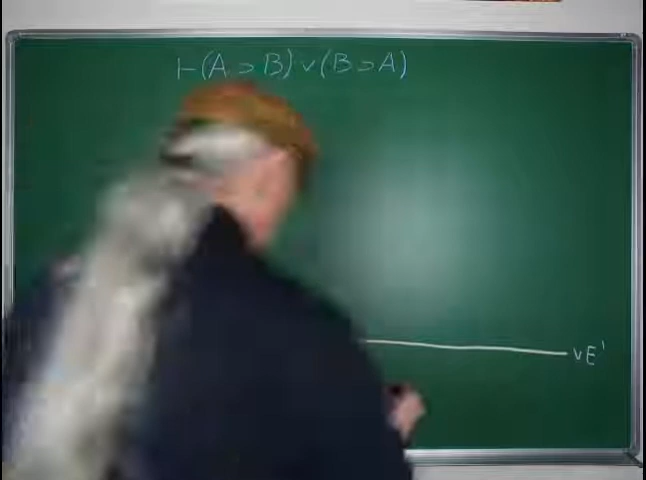 ⊢(A ⊃ B) ∨ (B ⊃ A)
∨E'